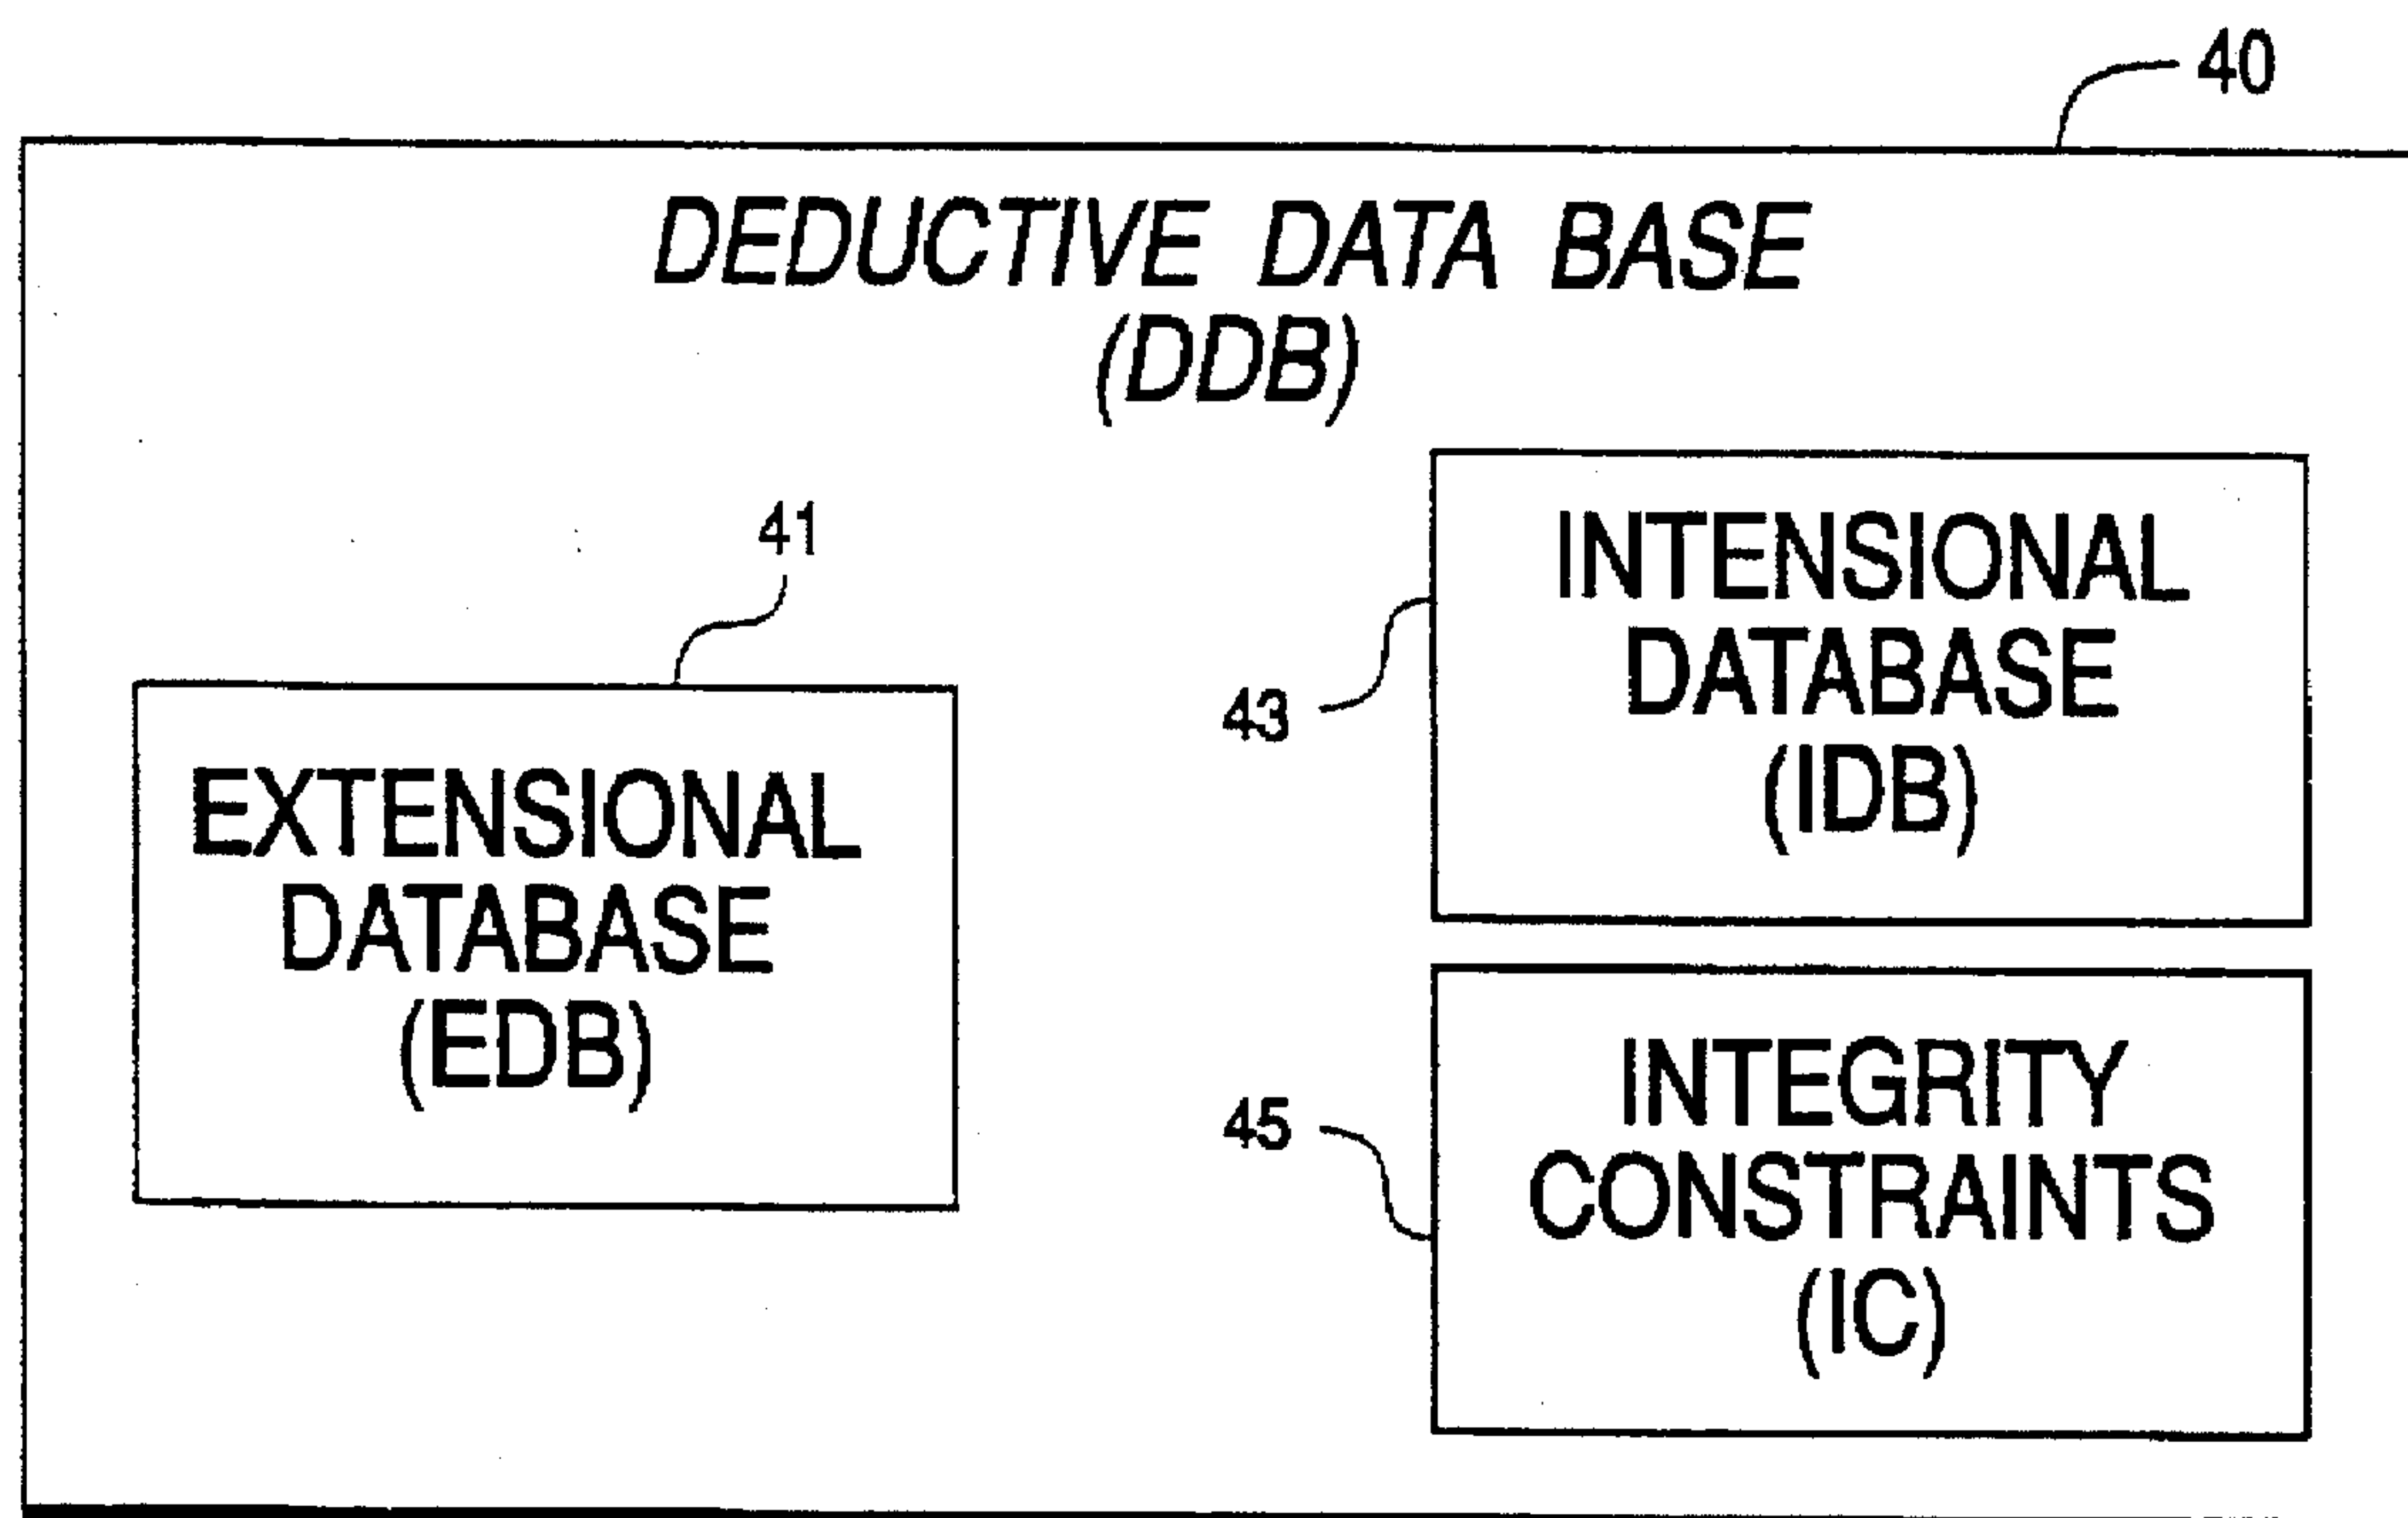 40
DEDUCTIVE DATA BASE
(DDB)
41
EXTENSIONAL
DATABASE
(EDB)
43
INTENSIONAL
DATABASE
(IDB)
45
INTEGRITY
CONSTRAINTS
(IC)